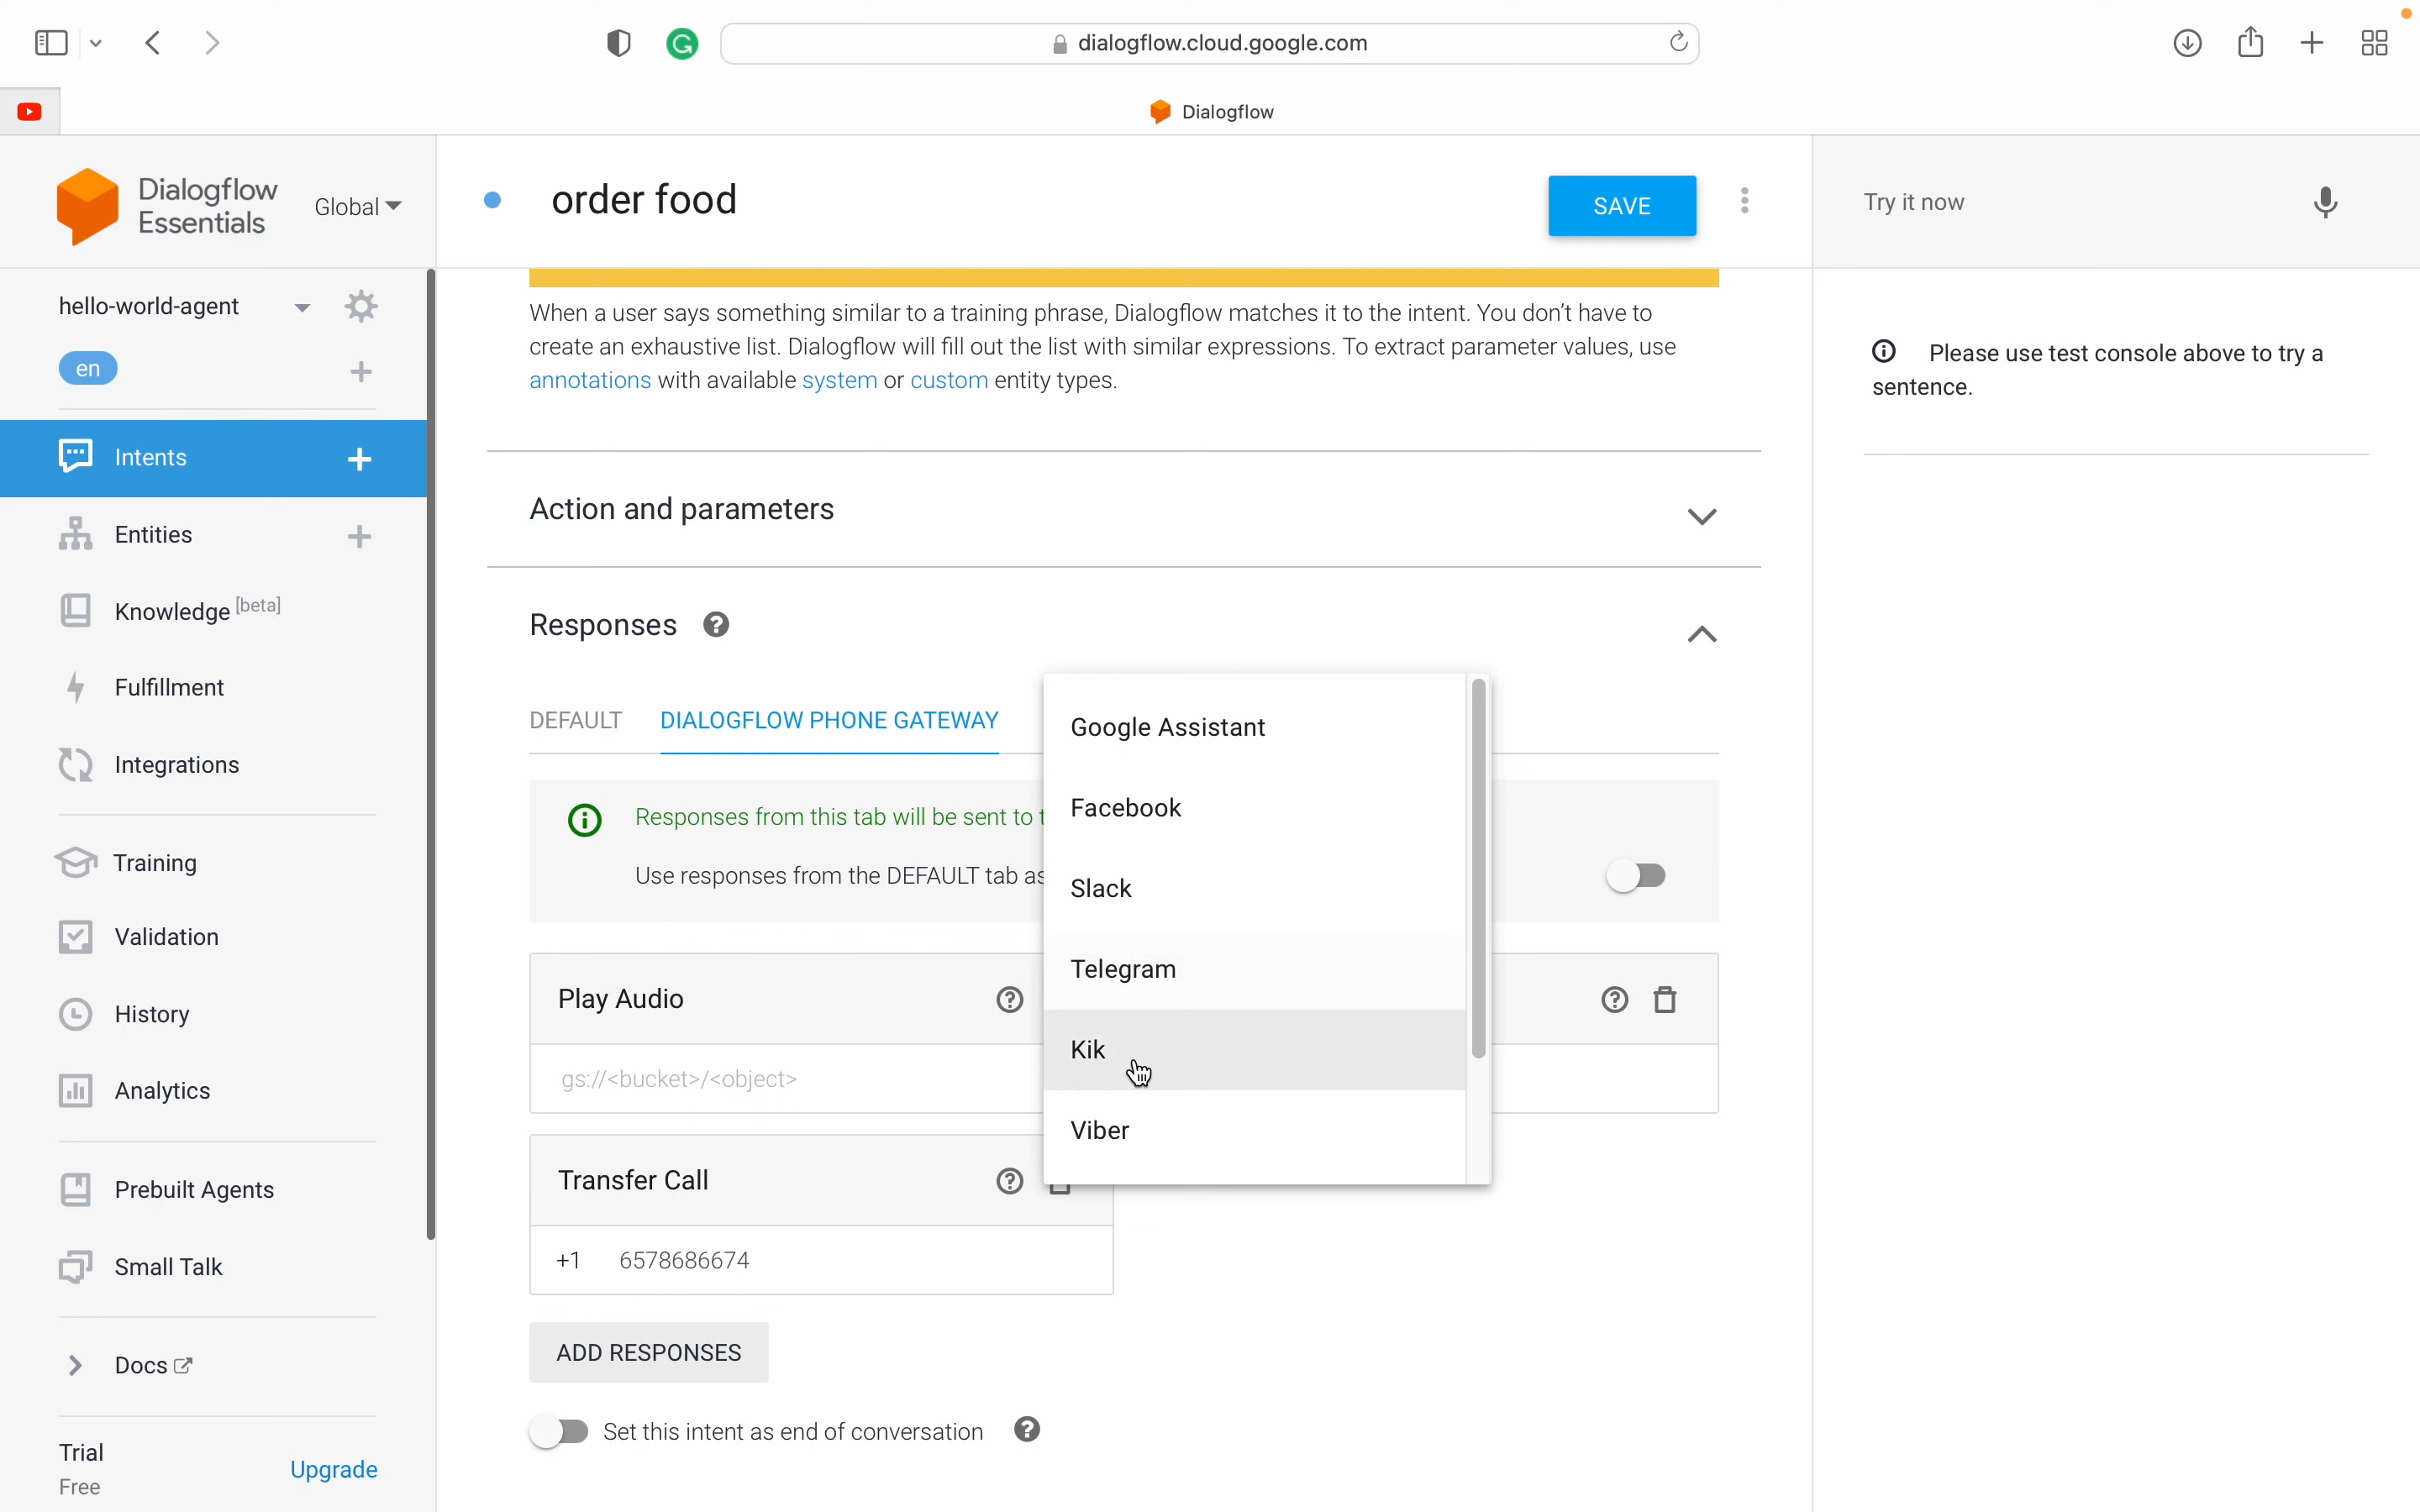 dialogflow.cloud.google.com
Dialogflow
Dialogflow
Essentials
Global
order food
SAVE
Try it now
hello-world-agent
en
Intents
Entities
Knowledge [beta]
Fulfillment
Integrations
Training
Validation
History
Analytics
Prebuilt Agents
Small Talk
Docs
Trial
Free
Upgrade
When a user says something similar to a training phrase, Dialogflow matches it to the intent. You don't have to
create an exhaustive list. Dialogflow will fill out the list with similar expressions. To extract parameter values, use
annotations with available system or custom entity types.
Action and parameters
Responses
DEFAULT
DIALOGFLOW PHONE GATEWAY
Responses from this tab will be sent to
Use responses from the DEFAULT tab as
Google Assistant
Facebook
Slack
Telegram
Kik
Viber
Play Audio
gs://<bucket>/<object>
Transfer Call
+1 6578686674
ADD RESPONSES
Set this intent as end of conversation
Please use test console above to try a
sentence.